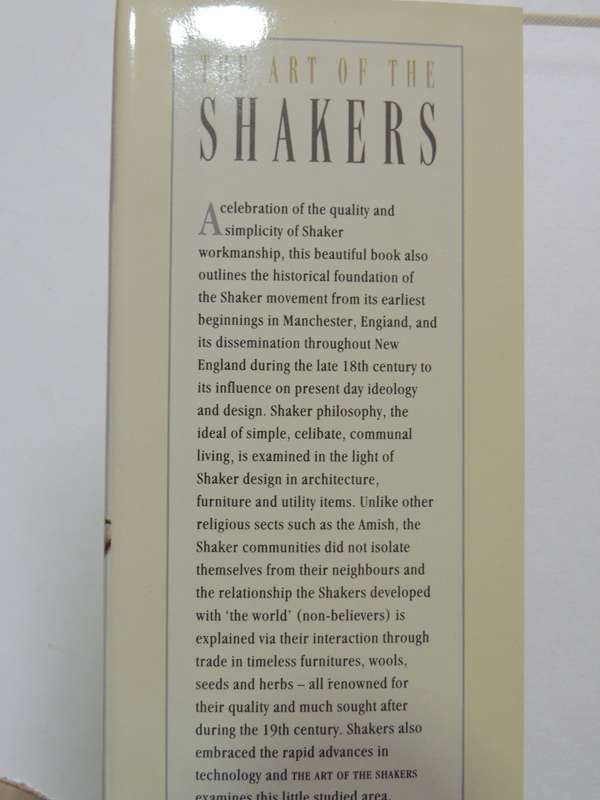 THE ART OF THE
SHAKERS
A celebration of the quality and
simplicity of Shaker
workmanship, this beautiful book also
outlines the historical foundation of
the Shaker movement from its earliest
beginnings in Manchester, Engiand, and
its dissemination throughout New
England during the late 18th century to
its influence on present day ideology
and design. Shaker philosophy, the
ideal of simple, celibate, communal
living, is examined in the light of
Shaker design in architecture,
furniture and utility items. Unlike other
religious sects such as the Amish, the
Shaker communities did not isolate
themselves from their neighbours and
the relationship the Shakers developed
with ‘the world’ (non-believers) is
explained via their interaction through
trade in timeless furnitures, wools,
seeds and herbs – all renowned for
their quality and much sought after
during the 19th century. Shakers also
embraced the rapid advances in
technology and THE ART OF THE SHAKERS
examines this little studied area.